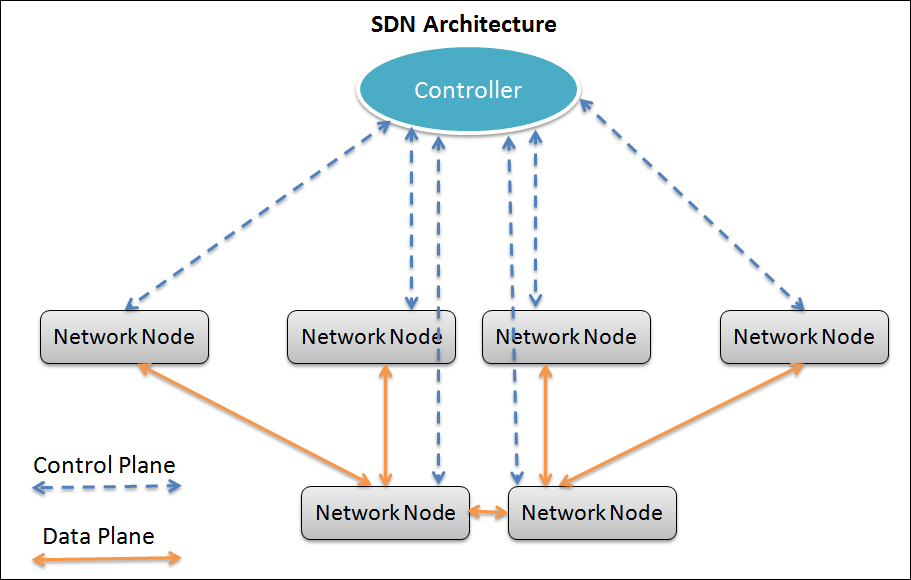 SDN Architecture
Controller
Network Node
Network Node
Network Node
Network Node
Control Plane
Network Node
Network Node
Data Plane